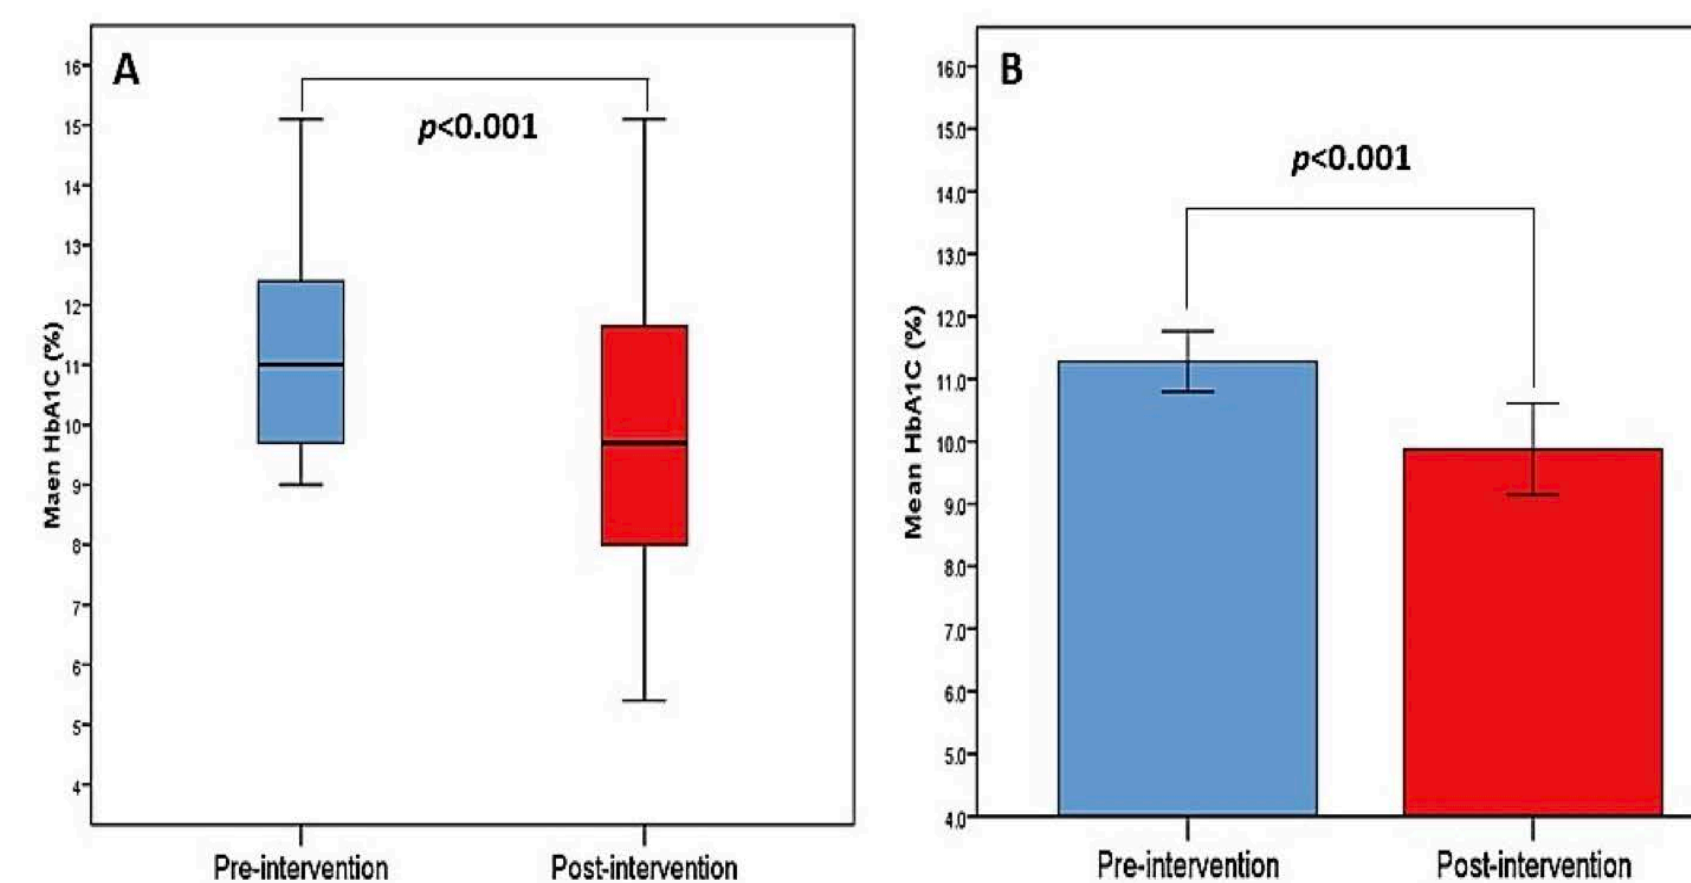 A
p<0.001
16
15
14
13
12
11
10
9
8
7
6
5
4
Maen HbA1C (%)
Pre-intervention
Post-intervention
B
p<0.001
16.0
15.0
14.0
13.0
12.0
11.0
10.0
9.0
8.0
7.0
6.0
5.0
4.0
Mean HbA1C (%)
Pre-intervention
Post-intervention